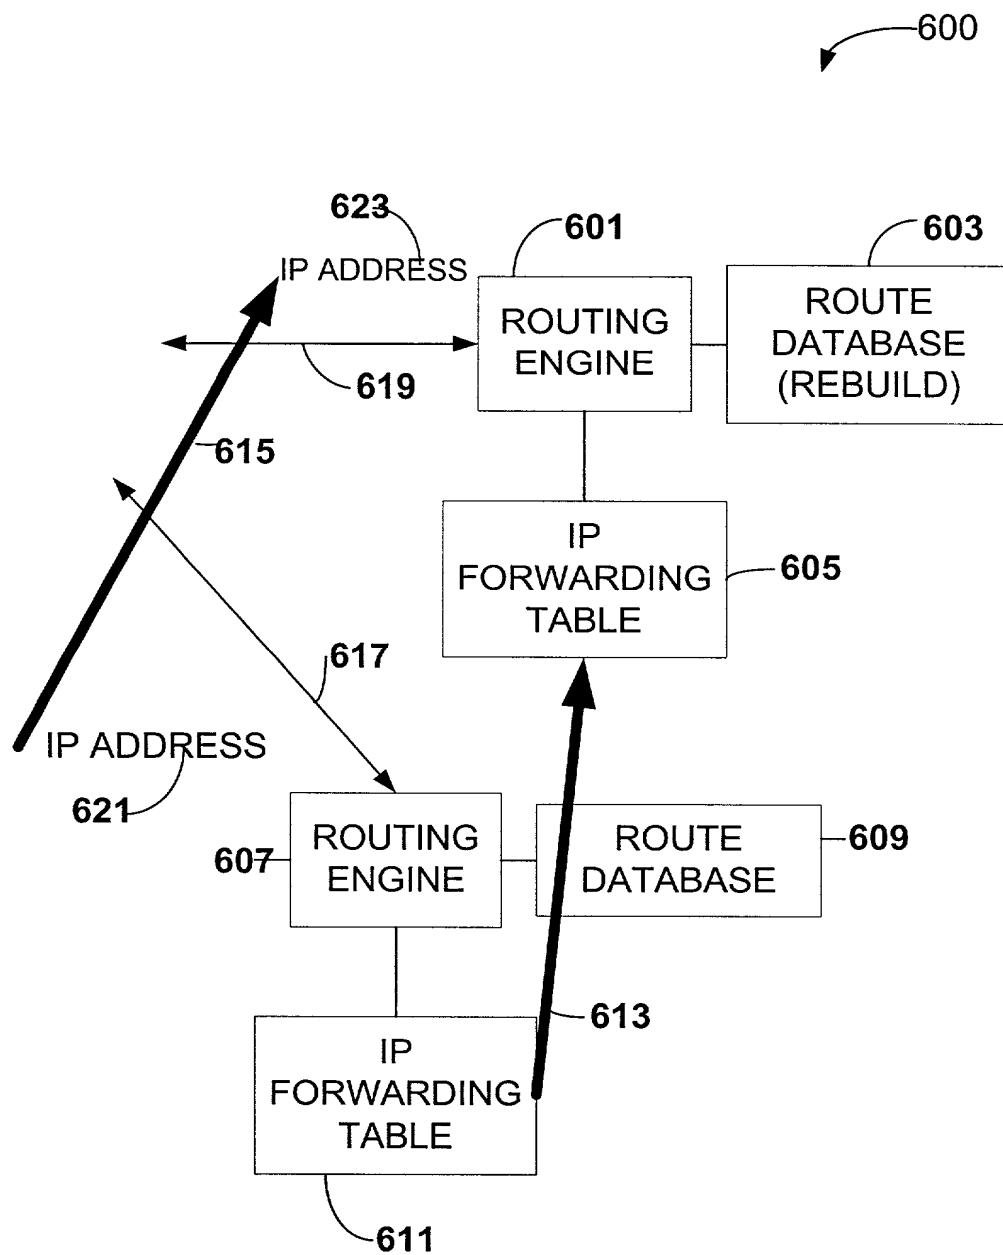 600
623
IP ADDRESS
601
603
ROUTING
ENGINE
ROUTE
DATABASE
(REBUILD)
619
615
IP
FORWARDING
TABLE
605
617
IP ADDRESS
621
607
ROUTING
ENGINE
ROUTE
DATABASE
609
613
IP
FORWARDING
TABLE
611